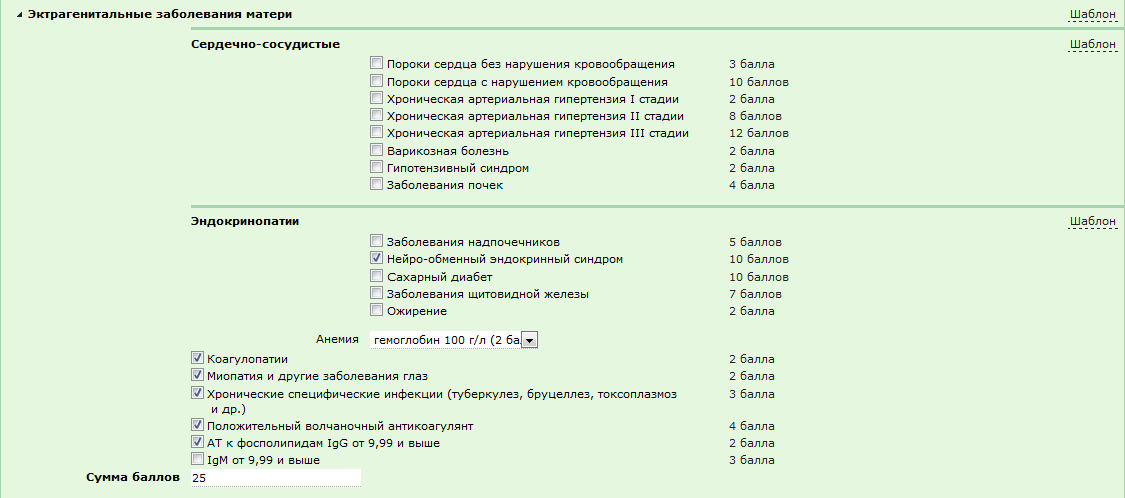 Эктрагенитальные заболевания матери Шаблон
Сердечно-сосудистые Шаблон
Пороки сердца без нарушения кровообращения 3 балла
Пороки сердца с нарушением кровообращения 10 баллов
Хроническая артериальная гипертензия I стадии 2 балла
Хроническая артериальная гипертензия II стадии 8 баллов
Хроническая артериальная гипертензия III стадии 12 баллов
Варикозная болезнь 2 балла
Гипотензивный синдром 2 балла
Заболевания почек 4 балла
Эндокринопатии Шаблон
Заболевания надпочечников 5 баллов
Нейро-обменный эндокринный синдром 10 баллов
Сахарный диабет 10 баллов
Заболевания щитовидной железы 7 баллов
Ожирение 2 балла
Анемия гемоглобин 100 г/л (2 ба
Коагулопатии 2 балла
Миопатия и другие заболевания глаз 2 балла
Хронические специфические инфекции (туберкулез, бруцеллез, токсоплазмоз 3 балла
и др.)
Положительный волчаночный антикоагулянт 4 балла
АТ к фосполипидам IgG от 9,99 и выше 2 балла
IgM от 9,99 и выше 3 балла
Сумма баллов 25